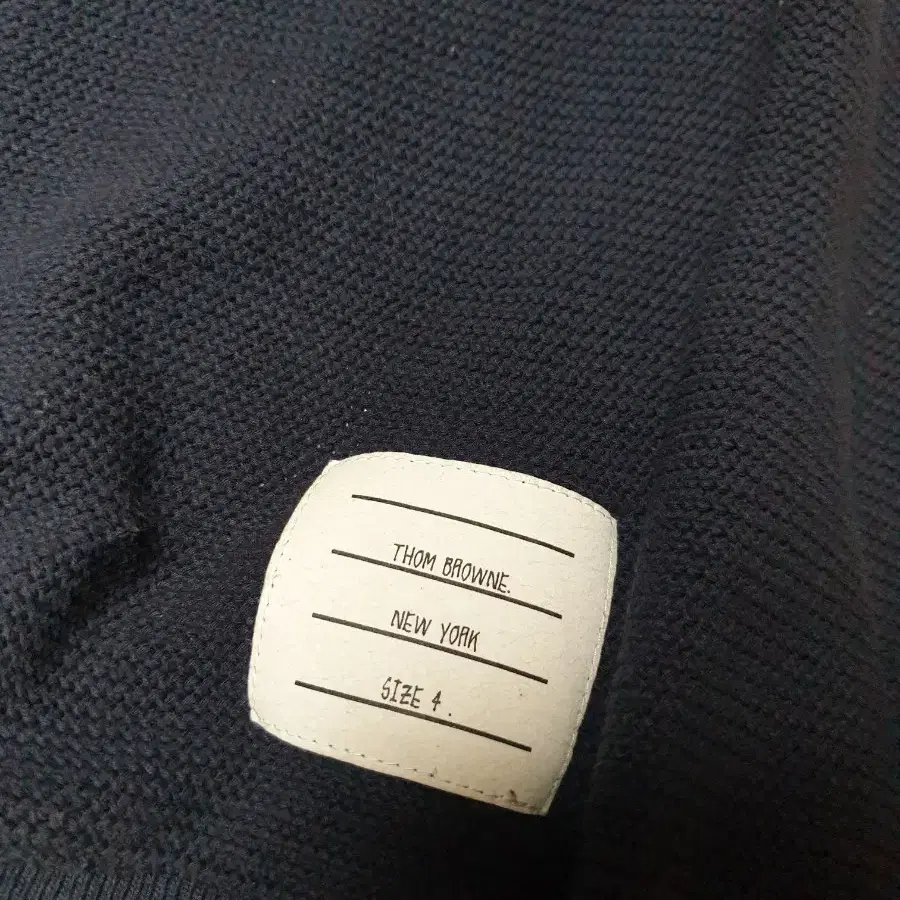 THOM BROWNE.
NEW YORK
SIZE 4.